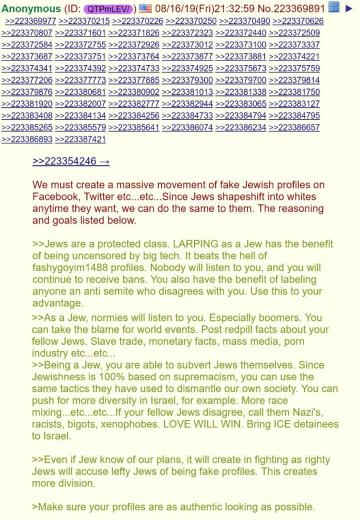 Anonymous (ID: QTPmLEV/) 08/16/19(Fri)21:32:59 No.223369891
>>223369977 >>223370215 >>223370226 >>223370250 >>223370490 >>223370626
>>223370807 >>223371601 >>223371826 >>223372323 >>223372440 >>223372509
>>223372584 >>223372755 >>223372926 >>223373012 >>223373100 >>223373337
>>223373687 >>223373751 >>223373764 >>223373877 >>223373881 >>223374221
>>223374341 >>223374392 >>223374733 >>223374925 >>223375673 >>223375759
>>223377206 >>223377773 >>223377885 >>223379300 >>223379700 >>223379814
>>223379876 >>223380681 >>223380902 >>223381013 >>223381338 >>223381750
>>223381920 >>223382007 >>223382777 >>223382944 >>223383065 >>223383127
>>223383408 >>223384134 >>223384256 >>223384733 >>223384794 >>223384795
>>223385265 >>223385579 >>223385641 >>223386074 >>223386234 >>223386657
>>223386893 >>223387421
>>223354246 →
We must create a massive movement of fake Jewish profiles on
Facebook, Twitter etc...etc...Since Jews shapeshift into whites
anytime they want, we can do the same to them. The reasoning
and goals listed below.
>>Jews are a protected class. LARPING as a Jew has the benefit
of being uncensored by big tech. It beats the hell of
fashygoyim1488 profiles. Nobody will listen to you, and you will
continue to receive bans. You also have the benefit of labeling
anyone an anti semite who disagrees with you. Use this to your
advantage.
>>As a Jew, normies will listen to you. Especially boomers. You
can take the blame for world events. Post redpill facts about your
fellow Jews. Slave trade, monetary facts, mass media, porn
industry etc...etc...
>>Being a Jew, you are able to subvert Jews themselves. Since
Jewishness is 100% based on supremacism, you can use the
same tactics they have used to dismantle our own society. You can
push for more diversity in Israel, for example. More race
mixing...etc...etc...If your fellow Jews disagree, call them Nazi's,
racists, bigots, xenophobes. LOVE WILL WIN. Bring ICE detainees
to Israel.
>>Even if Jew know of our plans, it will create in fighting as righty
Jews will accuse lefty Jews of being fake profiles. This creates
more division.
>Make sure your profiles are as authentic looking as possible.